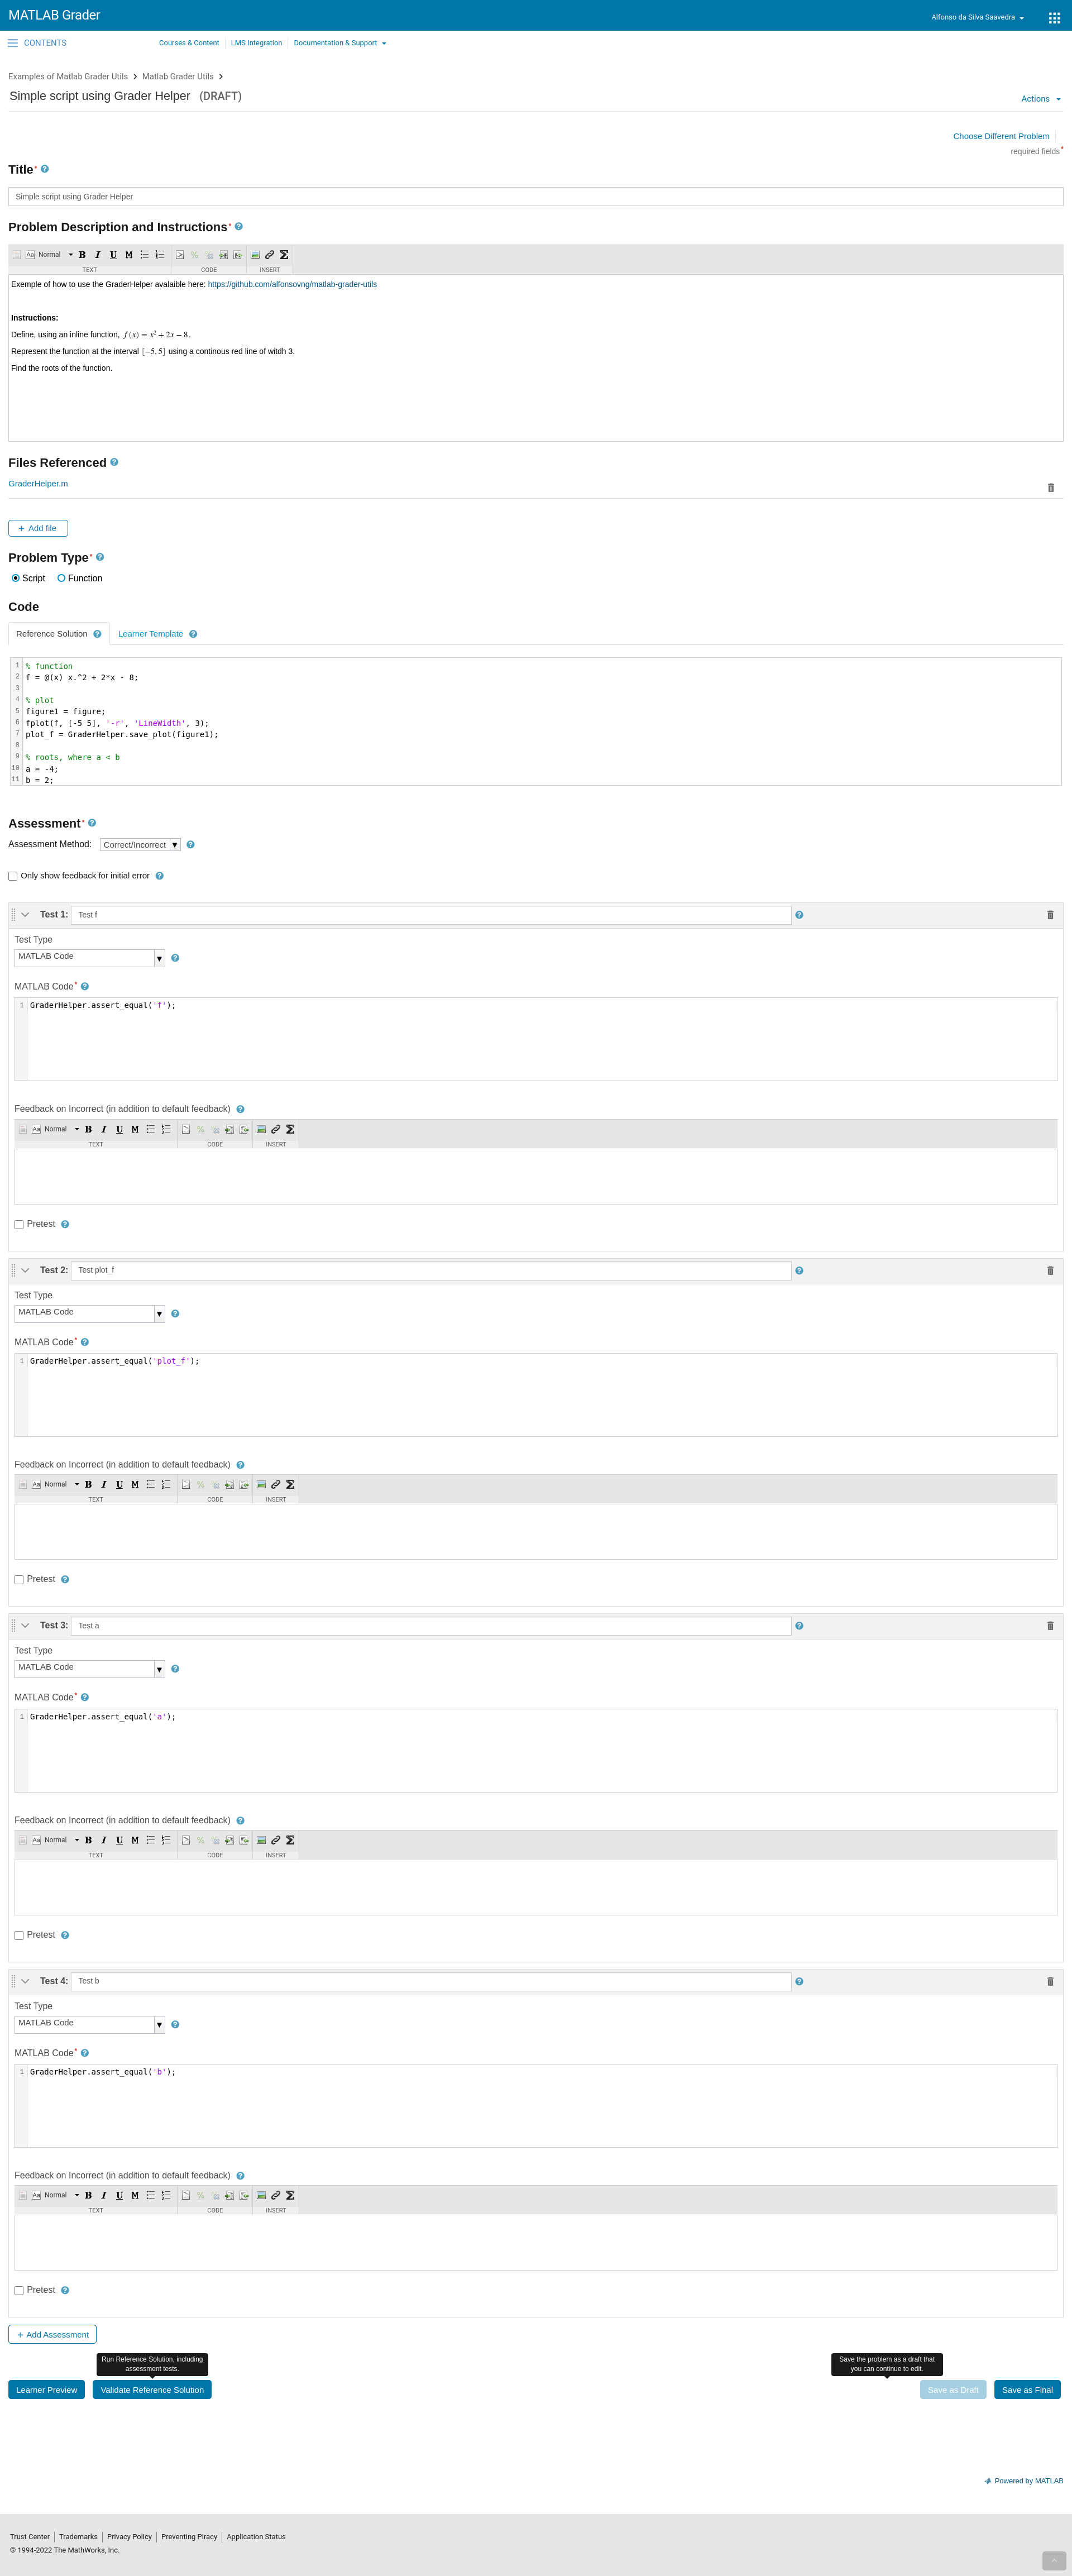 MATLAB Grader
Alfonso da Silva Saavedra
CONTENTS
Courses & Content
LMS Integration
Documentation & Support
Examples of Matlab Grader Utils > Matlab Grader Utils >
Simple script using Grader Helper (DRAFT)
Actions
Choose Different Problem
required fields*
Title*
Simple script using Grader Helper
Problem Description and Instructions*
Normal B I U M
TEXT CODE INSERT
Exemple of how to use the GraderHelper avalaible here: https://github.com/alfonsovng/matlab-grader-utils
Instructions:
Define, using an inline function, f(x) = x² + 2x − 8.
Represent the function at the interval [−5, 5] using a continous red line of witdh 3.
Find the roots of the function.
Files Referenced
GraderHelper.m
+ Add file
Problem Type*
Script Function
Code
Reference Solution
Learner Template
1 % function
2 f = @(x) x.^2 + 2*x - 8;
3
4 % plot
5 figure1 = figure;
6 fplot(f, [-5 5], '-r', 'LineWidth', 3);
7 plot_f = GraderHelper.save_plot(figure1);
8
9 % roots, where a < b
10 a = -4;
11 b = 2;
Assessment*
Assessment Method: Correct/Incorrect
Only show feedback for initial error
Test 1: Test f
Test Type
MATLAB Code
MATLAB Code*
1 GraderHelper.assert_equal('f');
Feedback on Incorrect (in addition to default feedback)
Normal B I U M
TEXT CODE INSERT
Pretest
Test 2: Test plot_f
Test Type
MATLAB Code
MATLAB Code*
1 GraderHelper.assert_equal('plot_f');
Feedback on Incorrect (in addition to default feedback)
Normal B I U M
TEXT CODE INSERT
Pretest
Test 3: Test a
Test Type
MATLAB Code
MATLAB Code*
1 GraderHelper.assert_equal('a');
Feedback on Incorrect (in addition to default feedback)
Normal B I U M
TEXT CODE INSERT
Pretest
Test 4: Test b
Test Type
MATLAB Code
MATLAB Code*
1 GraderHelper.assert_equal('b');
Feedback on Incorrect (in addition to default feedback)
Normal B I U M
TEXT CODE INSERT
Pretest
+ Add Assessment
Run Reference Solution, including
assessment tests.
Save the problem as a draft that
you can continue to edit.
Learner Preview
Validate Reference Solution
Save as Draft
Save as Final
Powered by MATLAB
Trust Center | Trademarks | Privacy Policy | Preventing Piracy | Application Status
© 1994-2022 The MathWorks, Inc.